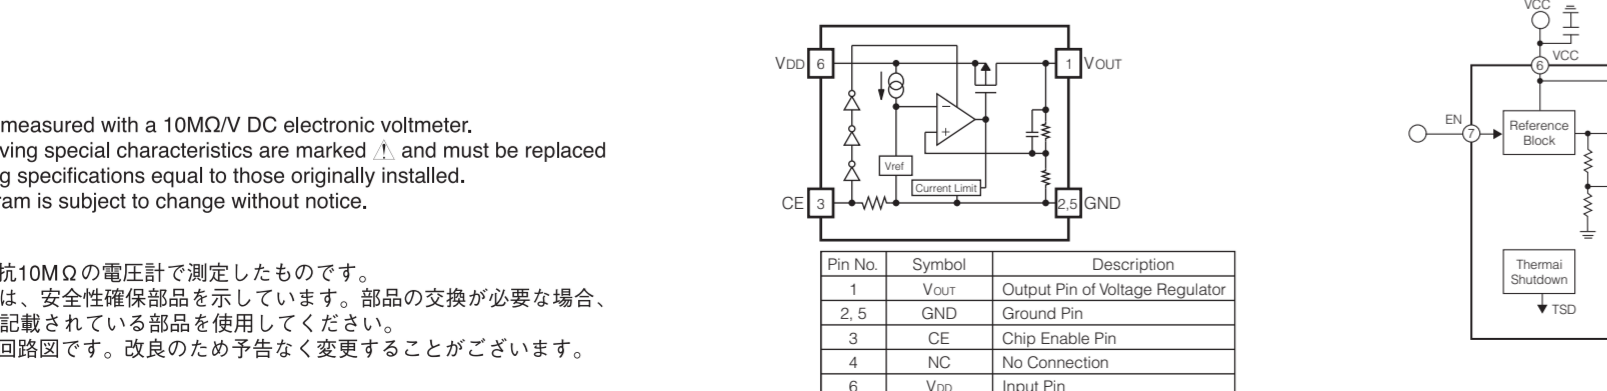 measured with a 10MΩ/V DC electronic voltmeter.
ving special characteristics are marked ⚠ and must be replaced
g specifications equal to those originally installed.
ram is subject to change without notice.
抗10MΩの電圧計で測定したものです。
は、安全性確保部品を示しています。部品の交換が必要な場合、
記載されている部品を使用してください。
回路図です。改良のため予告なく変更することがございます。
VDD 6
1 VOUT
−
+
Vref
Current Limit
CE 3
2,5 GND
Pin No. Symbol Description
1 VOUT Output Pin of Voltage Regulator
2, 5 GND Ground Pin
3 CE Chip Enable Pin
4 NC No Connection
6 VDD Input Pin
VCC
VCC
6
EN
7
Reference
Block
Thermai
Shutdown
TSD